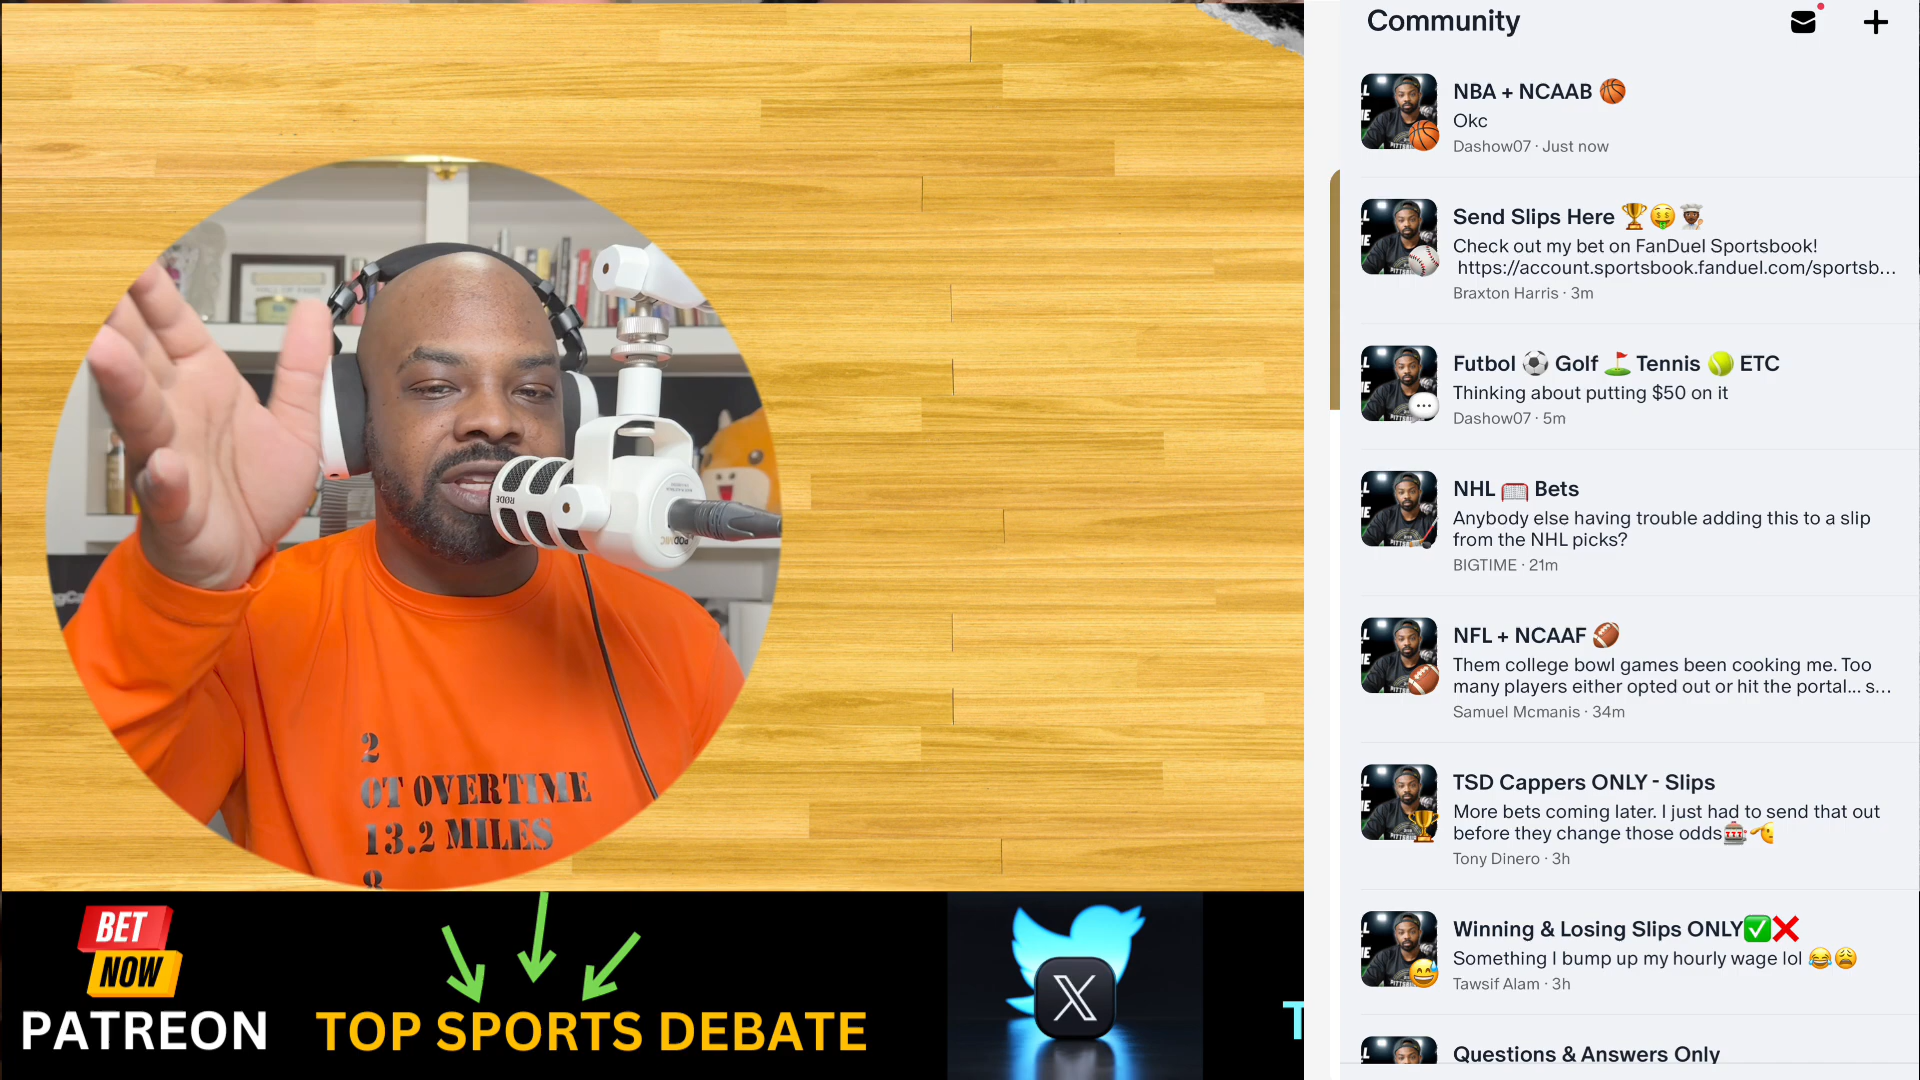 Community
NBA + NCAAB 🏀
Okc
Dashow07 · Just now
Send Slips Here 🏆🤑👨🏿‍🍳
Check out my bet on FanDuel Sportsbook!
https://account.sportsbook.fanduel.com/sportsb...
Braxton Harris · 3m
Futbol ⚽ Golf ⛳ Tennis 🎾 ETC
Thinking about putting $50 on it
Dashow07 · 5m
NHL 🥅 Bets
Anybody else having trouble adding this to a slip
from the NHL picks?
BIGTIME · 21m
NFL + NCAAF 🏈
Them college bowl games been cooking me. Too
many players either opted out or hit the portal... s...
Samuel Mcmanis · 34m
TSD Cappers ONLY - Slips
More bets coming later. I just had to send that out
before they change those odds🎰🫡
Tony Dinero · 3h
Winning & Losing Slips ONLY✅❌
Something I bump up my hourly wage lol 😂😩
Tawsif Alam · 3h
Questions & Answers Only
RØDE
PODMIC
2
OT OVERTIME
13.2 MILES
BET
NOW
PATREON
TOP SPORTS DEBATE
X
T